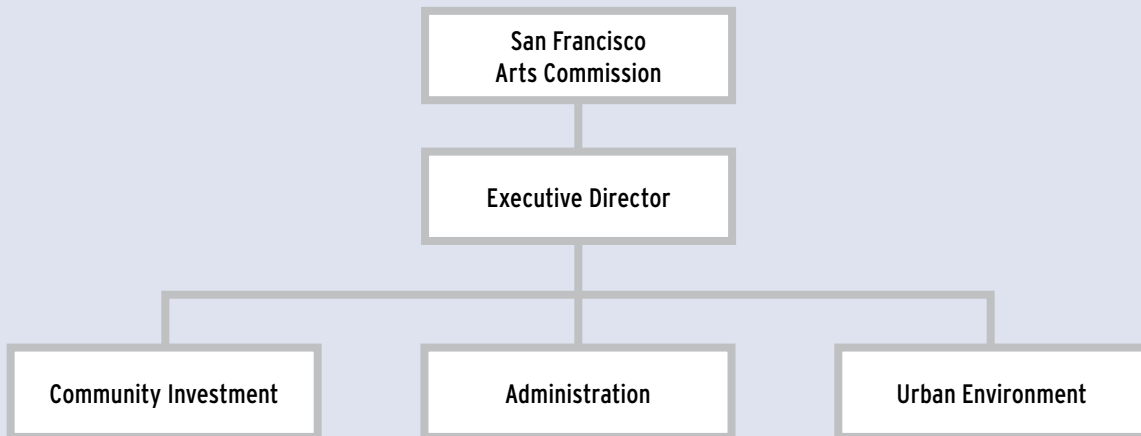 San Francisco
Arts Commission
Executive Director
Community Investment
Administration
Urban Environment